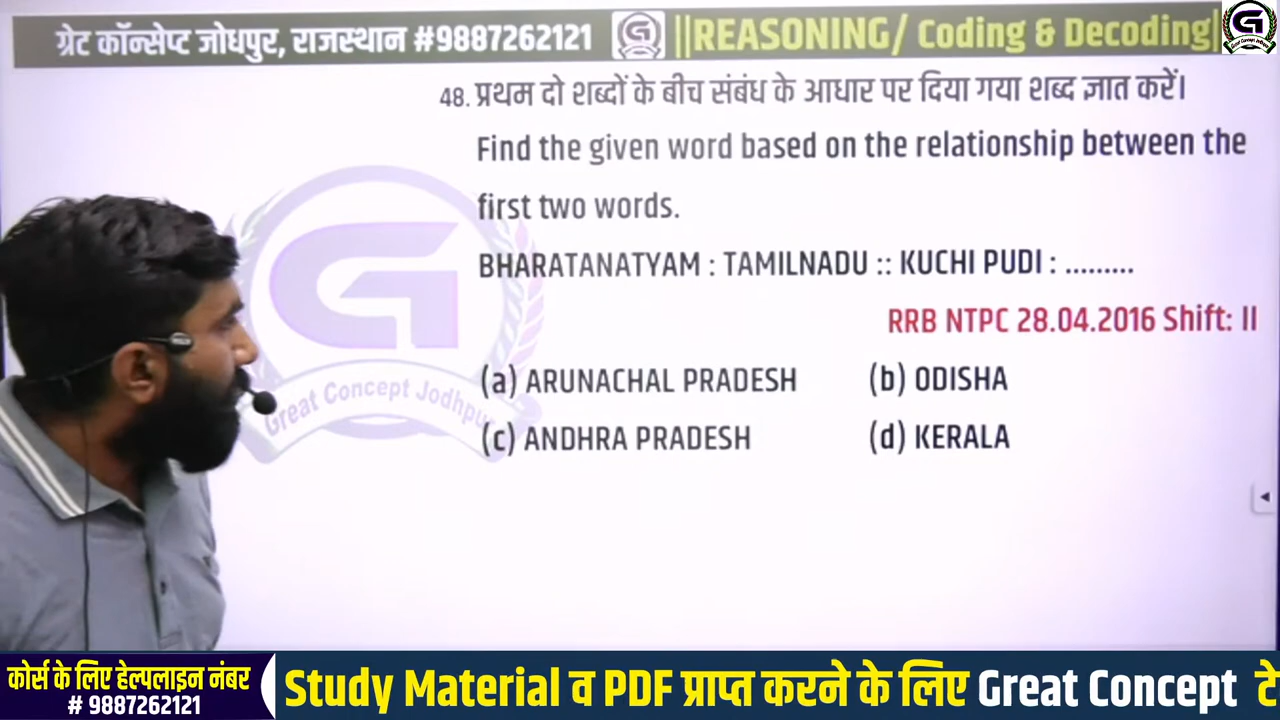 ग्रेट कॉन्सेप्ट जोधपुर, राजस्थान #9887262121 ||REASONING/ Coding & Decoding|
48. प्रथम दो शब्दों के बीच संबंध के आधार पर दिया गया शब्द ज्ञात करें।
Find the given word based on the relationship between the
first two words.
BHARATANATYAM : TAMILNADU :: KUCHI PUDI : .........
RRB NTPC 28.04.2016 Shift: II
(a) ARUNACHAL PRADESH (b) ODISHA
(c) ANDHRA PRADESH (d) KERALA
Great Concept Jodhpu
कोर्स के लिए हेल्पलाइन नंबर
# 9887262121
Study Material व PDF प्राप्त करने के लिए Great Concept टे